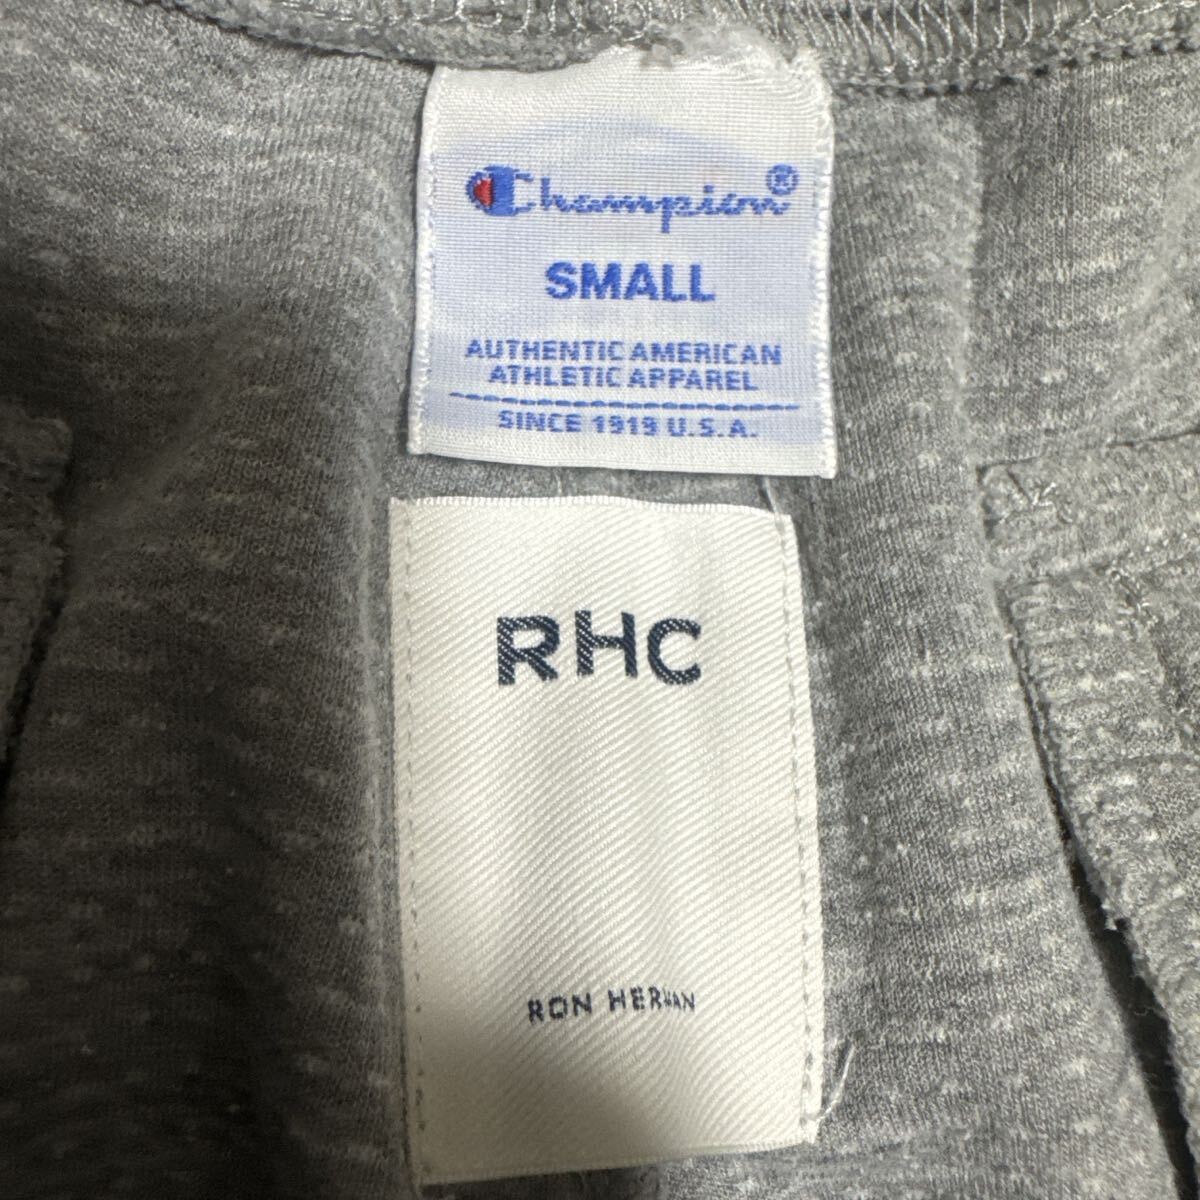 Champion®
SMALL
AUTHENTIC AMERICAN
ATHLETIC APPAREL
SINCE 1919 U.S.A.
RHC
RON HERMAN